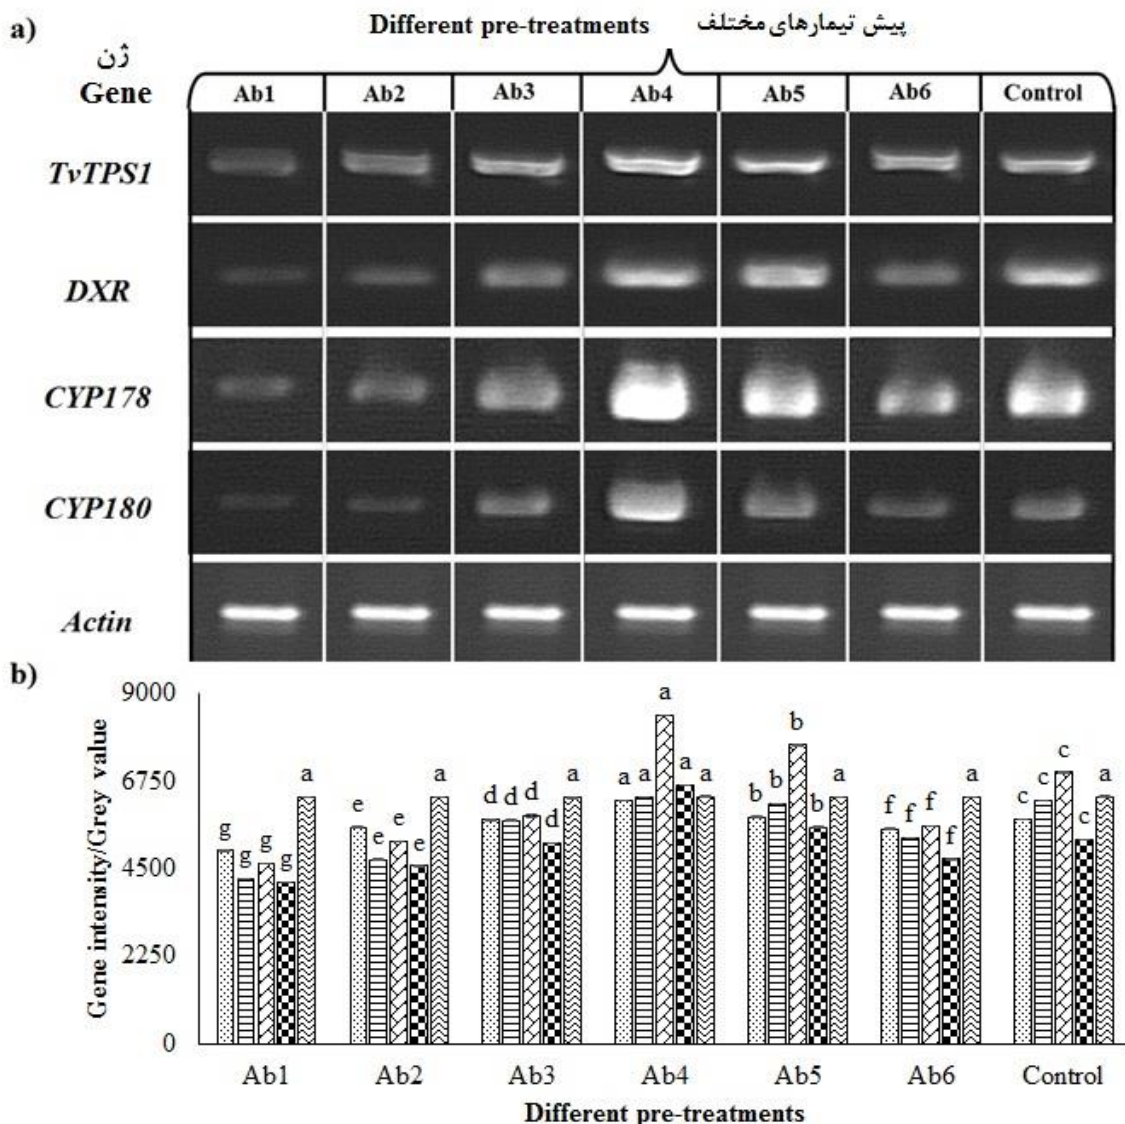 a)
Different pre-treatments پیش تیمارهای مختلف
ژن
Gene Ab1 Ab2 Ab3 Ab4 Ab5 Ab6 Control
TvTPS1
DXR
CYP178
CYP180
Actin
b)
Gene intensity/Grey value
9000
6750
4500
2250
0
g g g g a
e e e e a
d d d d a
a a a a a
b b b b a
f f f f a
c c c c a
Ab1 Ab2 Ab3 Ab4 Ab5 Ab6 Control
Different pre-treatments